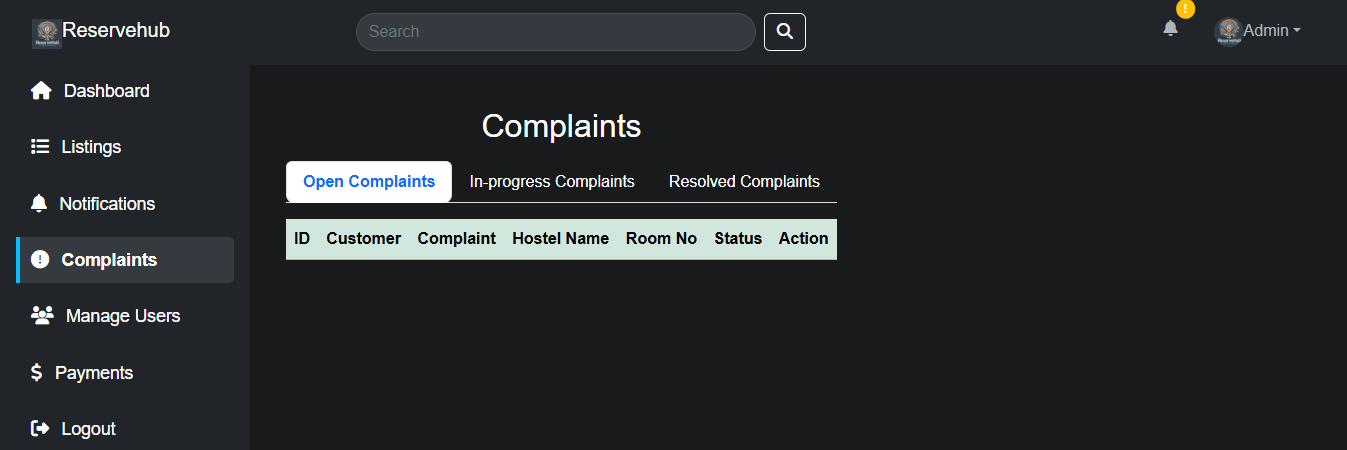 Reservehub
Search
!
Admin
Dashboard
Listings
Notifications
Complaints
Manage Users
Payments
Logout
Complaints
Open Complaints In-progress Complaints Resolved Complaints
ID Customer Complaint Hostel Name Room No Status Action